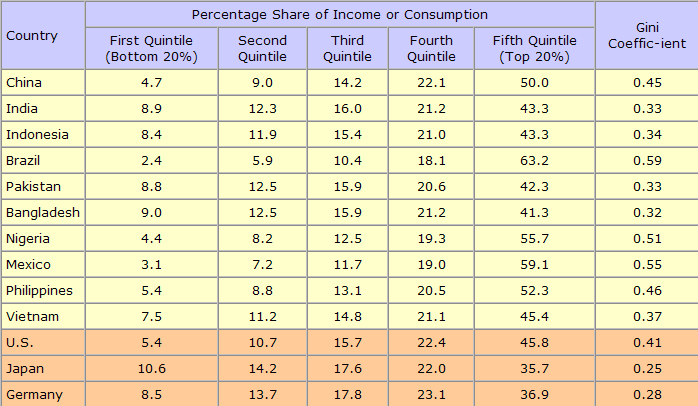 Country Percentage Share of Income or Consumption Gini Coeffic-ient
First Quintile (Bottom 20%) Second Quintile Third Quintile Fourth Quintile Fifth Quintile (Top 20%)
China 4.7 9.0 14.2 22.1 50.0 0.45
India 8.9 12.3 16.0 21.2 43.3 0.33
Indonesia 8.4 11.9 15.4 21.0 43.3 0.34
Brazil 2.4 5.9 10.4 18.1 63.2 0.59
Pakistan 8.8 12.5 15.9 20.6 42.3 0.33
Bangladesh 9.0 12.5 15.9 21.2 41.3 0.32
Nigeria 4.4 8.2 12.5 19.3 55.7 0.51
Mexico 3.1 7.2 11.7 19.0 59.1 0.55
Philippines 5.4 8.8 13.1 20.5 52.3 0.46
Vietnam 7.5 11.2 14.8 21.1 45.4 0.37
U.S. 5.4 10.7 15.7 22.4 45.8 0.41
Japan 10.6 14.2 17.6 22.0 35.7 0.25
Germany 8.5 13.7 17.8 23.1 36.9 0.28